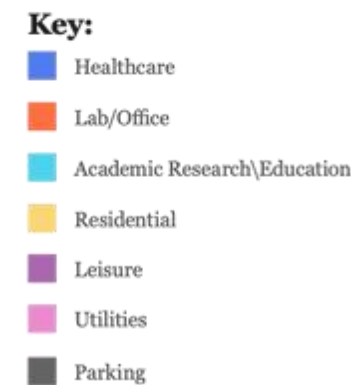 Key:
Healthcare
Lab/Office
Academic Research\Education
Residential
Leisure
Utilities
Parking